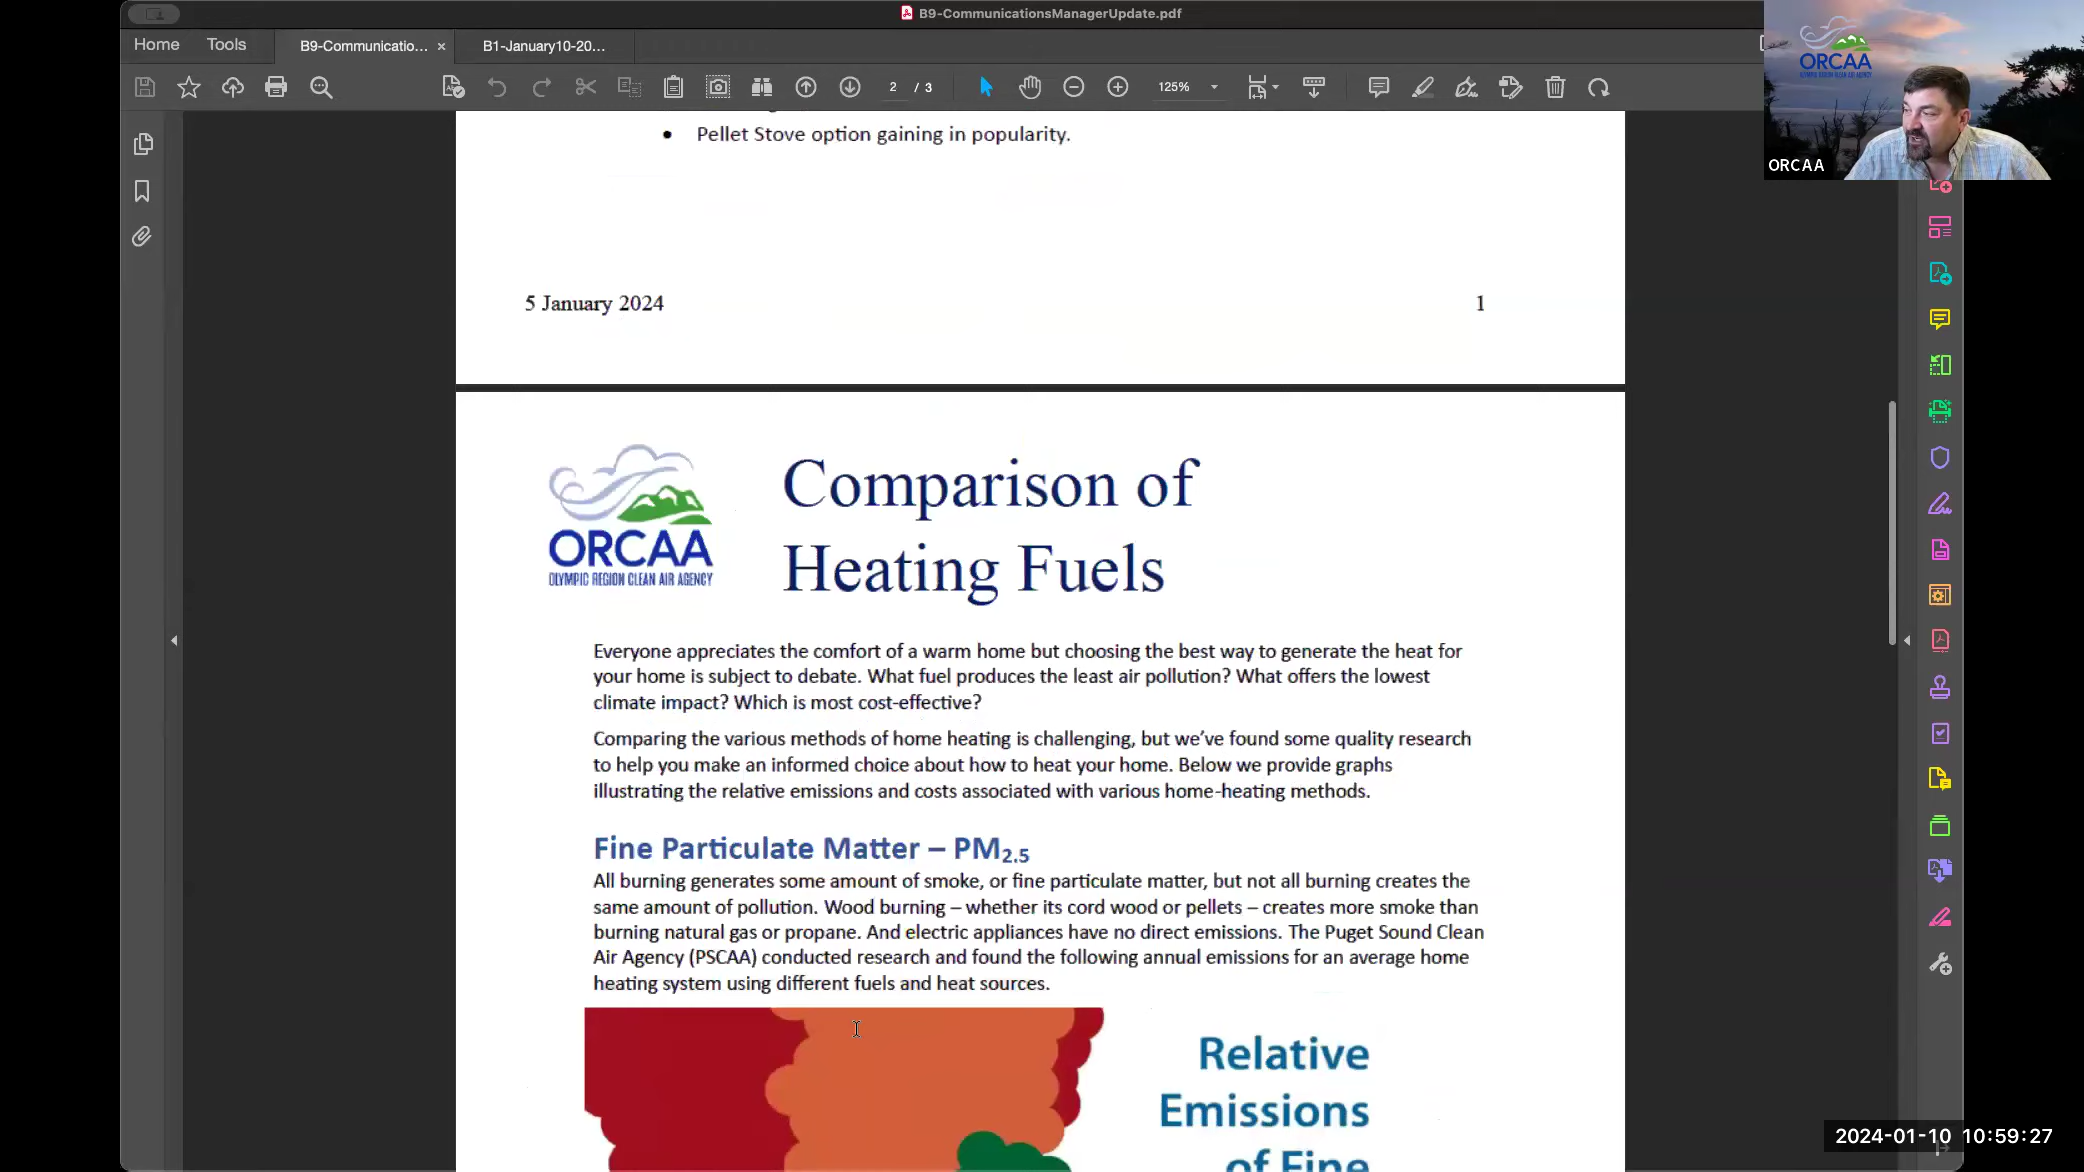 B9-CommunicationsManagerUpdate.pdf
Home
Tools
B9-Communicatio...
×
B1-January10-20...
2 / 3
125%
ORCAA
OLYMPIC REGION CLEAN AIR AGENCY
ORCAA
• Pellet Stove option gaining in popularity.
5 January 2024
1
ORCAA
OLYMPIC REGION CLEAN AIR AGENCY
Comparison of
Heating Fuels
Everyone appreciates the comfort of a warm home but choosing the best way to generate the heat for
your home is subject to debate. What fuel produces the least air pollution? What offers the lowest
climate impact? Which is most cost-effective?
Comparing the various methods of home heating is challenging, but we've found some quality research
to help you make an informed choice about how to heat your home. Below we provide graphs
illustrating the relative emissions and costs associated with various home-heating methods.
Fine Particulate Matter – PM2.5
All burning generates some amount of smoke, or fine particulate matter, but not all burning creates the
same amount of pollution. Wood burning – whether its cord wood or pellets – creates more smoke than
burning natural gas or propane. And electric appliances have no direct emissions. The Puget Sound Clean
Air Agency (PSCAA) conducted research and found the following annual emissions for an average home
heating system using different fuels and heat sources.
Relative
Emissions
of Fine
2024-01-10 10:59:27